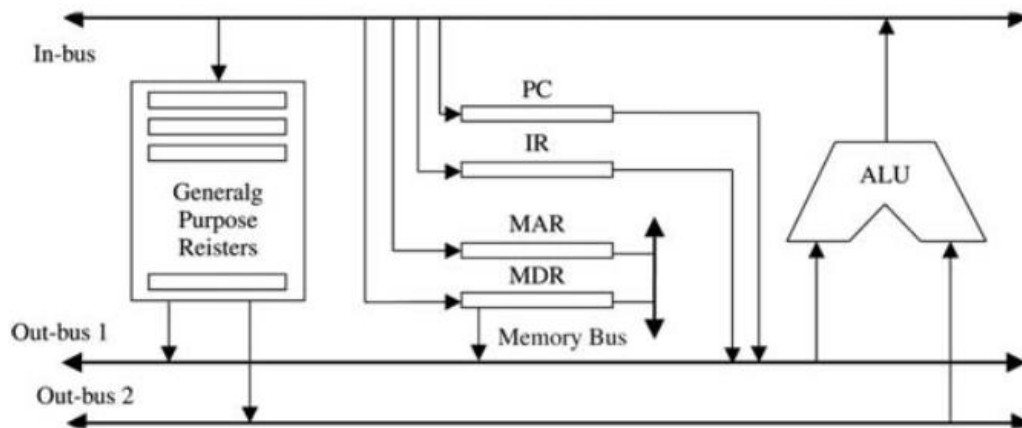 In-bus
PC
IR
Generalg
Purpose
Reisters
ALU
MAR
MDR
Out-bus 1
Memory Bus
Out-bus 2